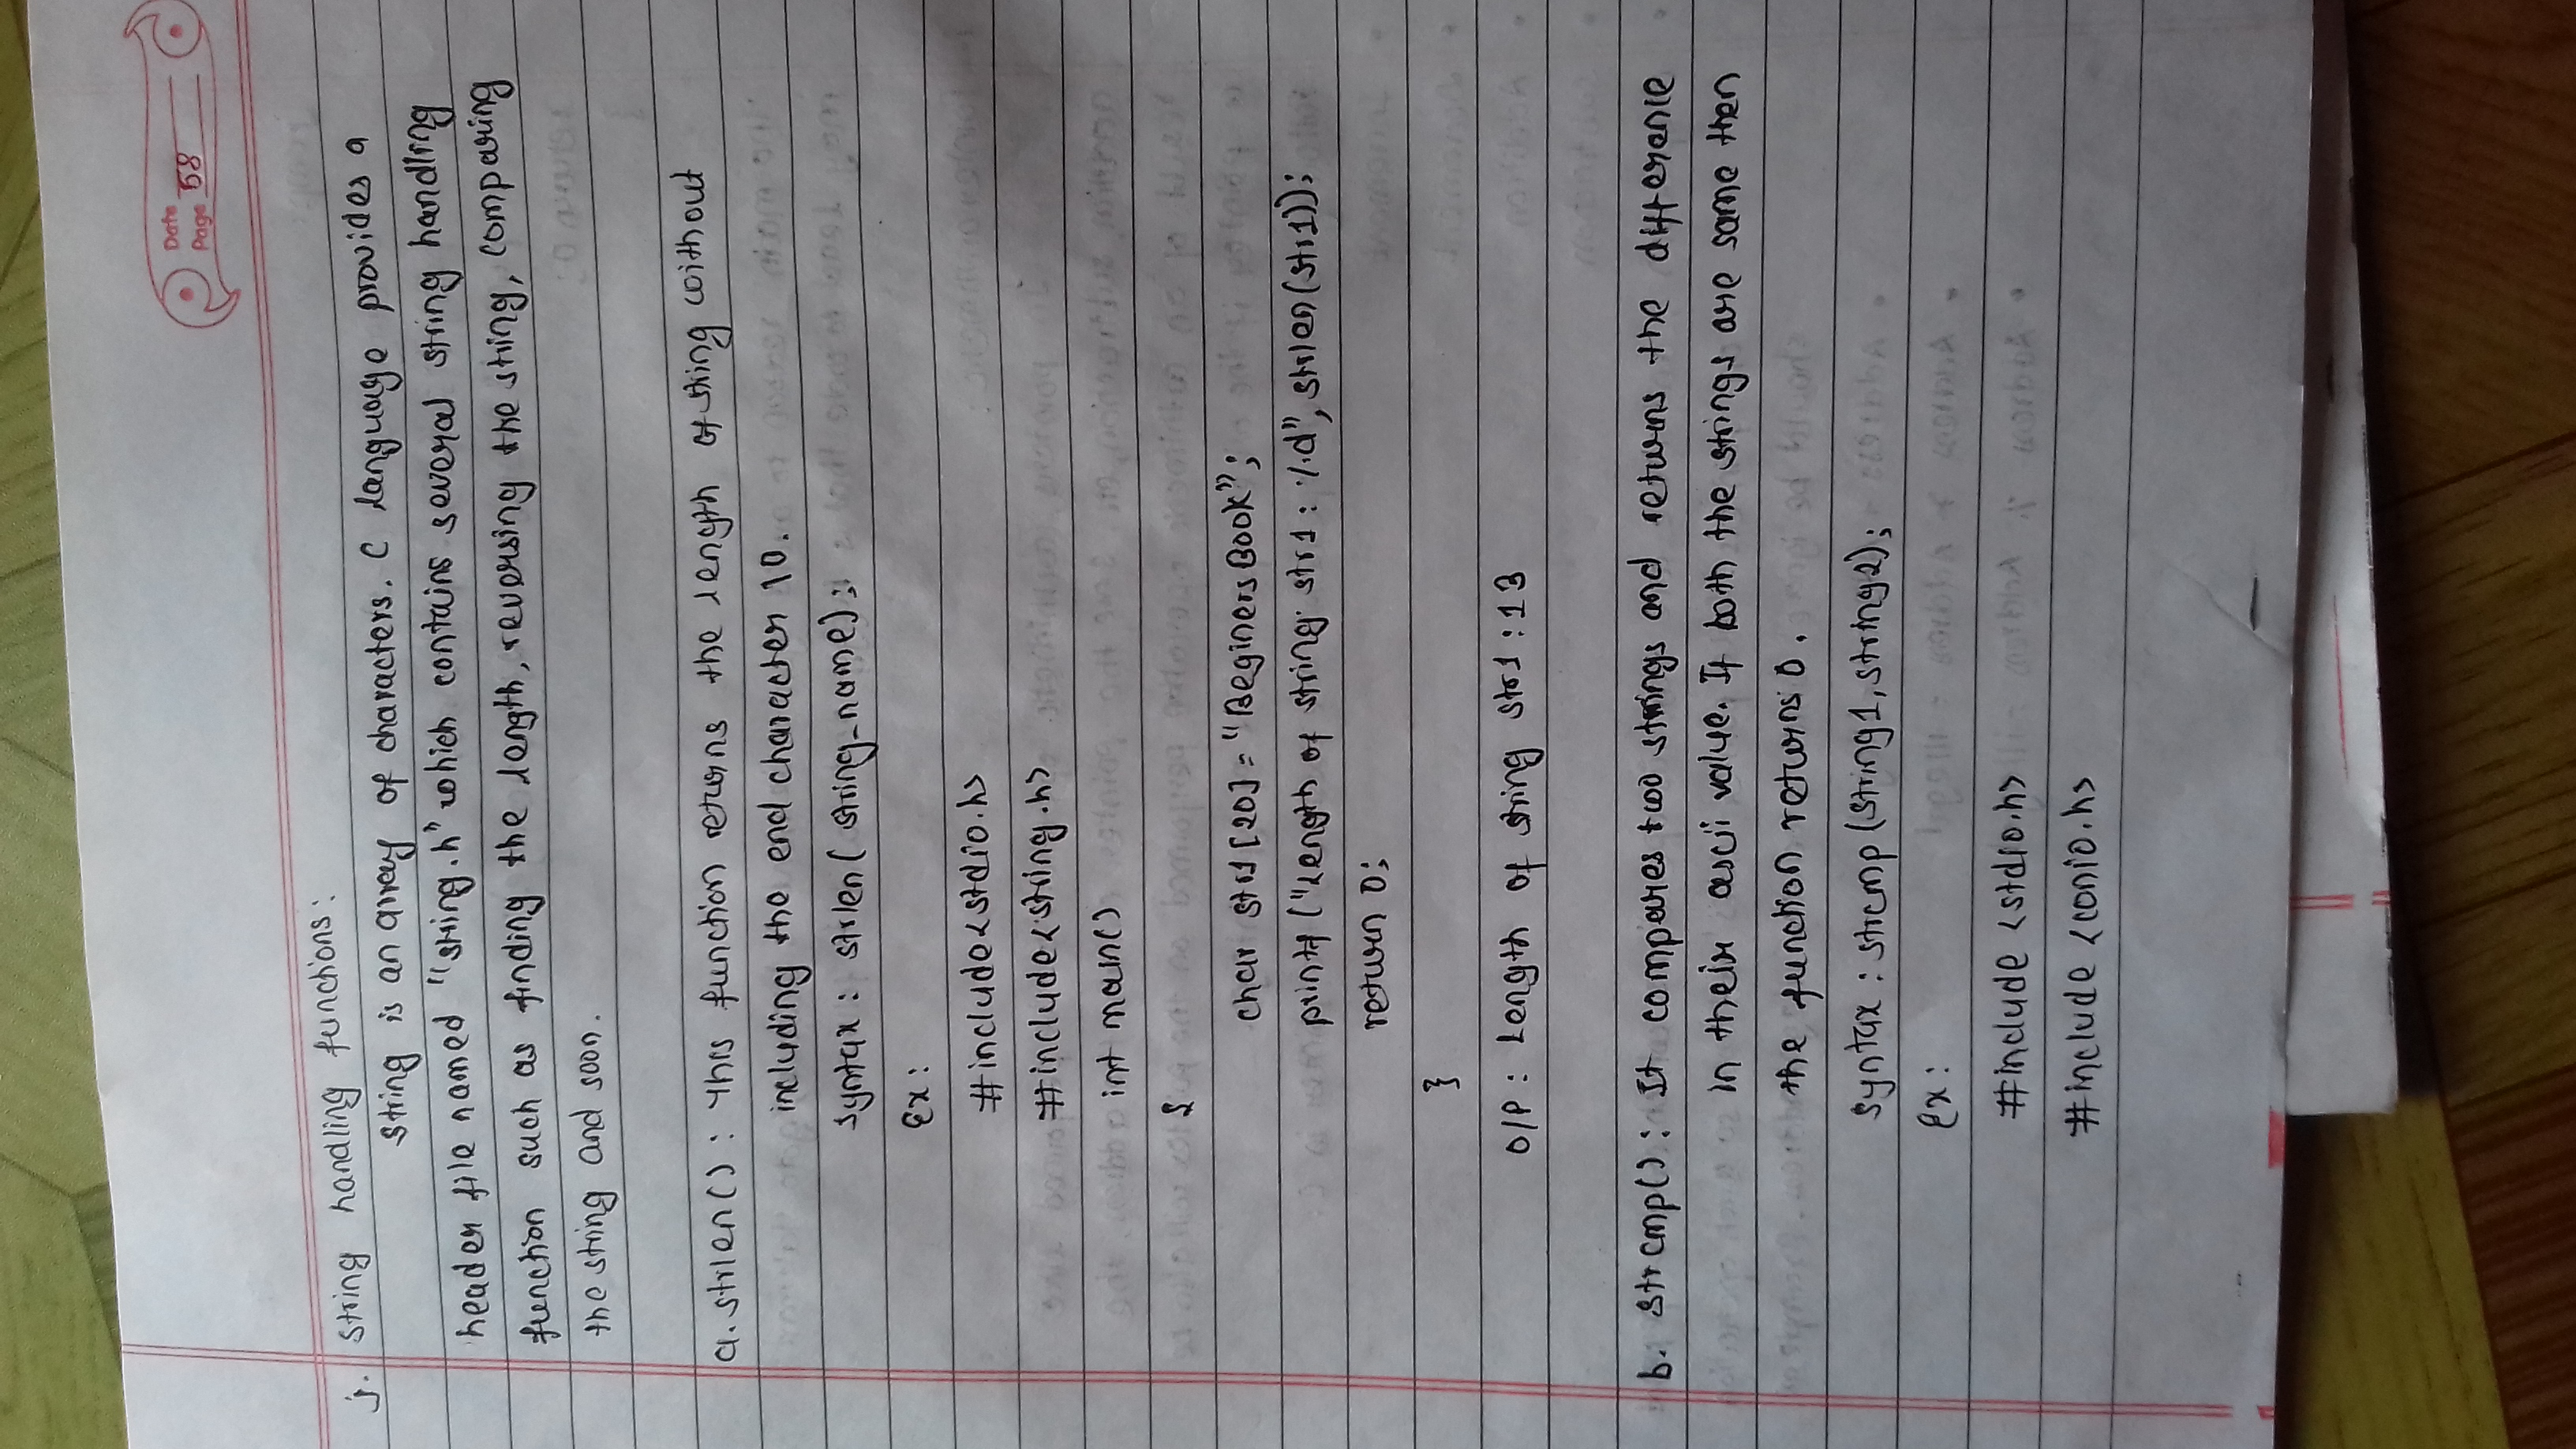 Date
Page 58
j. String handling functions:
String is an array of characters. C language provides a
header file named "string.h" which contains several string handling
function such as finding the length, reversing the string, comparing
the string and soon.
a. strlen() : This function returns the length of string without
including the end character \0.
syntax : strlen( string_name);
Ex:
#include<stdio.h>
#include<string.h>
int main()
{
char str1[20] = "BeginersBook";
printf ("Length of string str1 : %d", strlen(str1));
return 0;
}
O/P : Length of string str1 : 13
b. strcmp() : It compares two strings and returns the difference
in their ascii value. If both the strings are same then
the function returns 0.
syntax : strcmp (string1, string2);
Ex:
#include <stdio.h>
#include <conio.h>